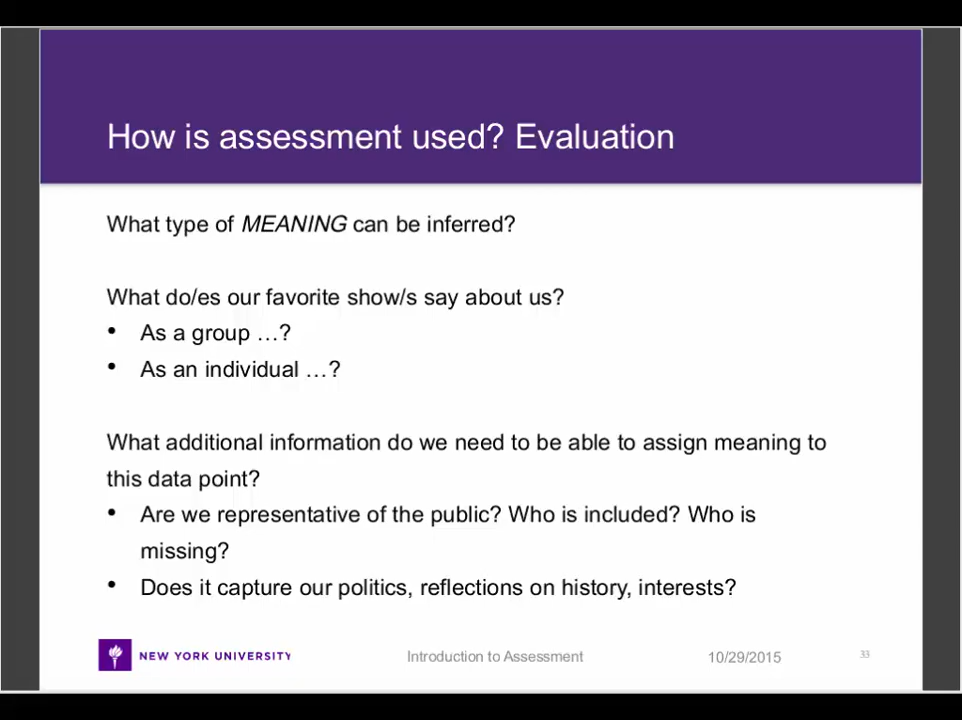 How is assessment used? Evaluation
What type of MEANING can be inferred?
What do/es our favorite show/s say about us?
• As a group …?
• As an individual …?
What additional information do we need to be able to assign meaning to
this data point?
• Are we representative of the public? Who is included? Who is
missing?
• Does it capture our politics, reflections on history, interests?
NEW YORK UNIVERSITY
Introduction to Assessment
10/29/2015
33